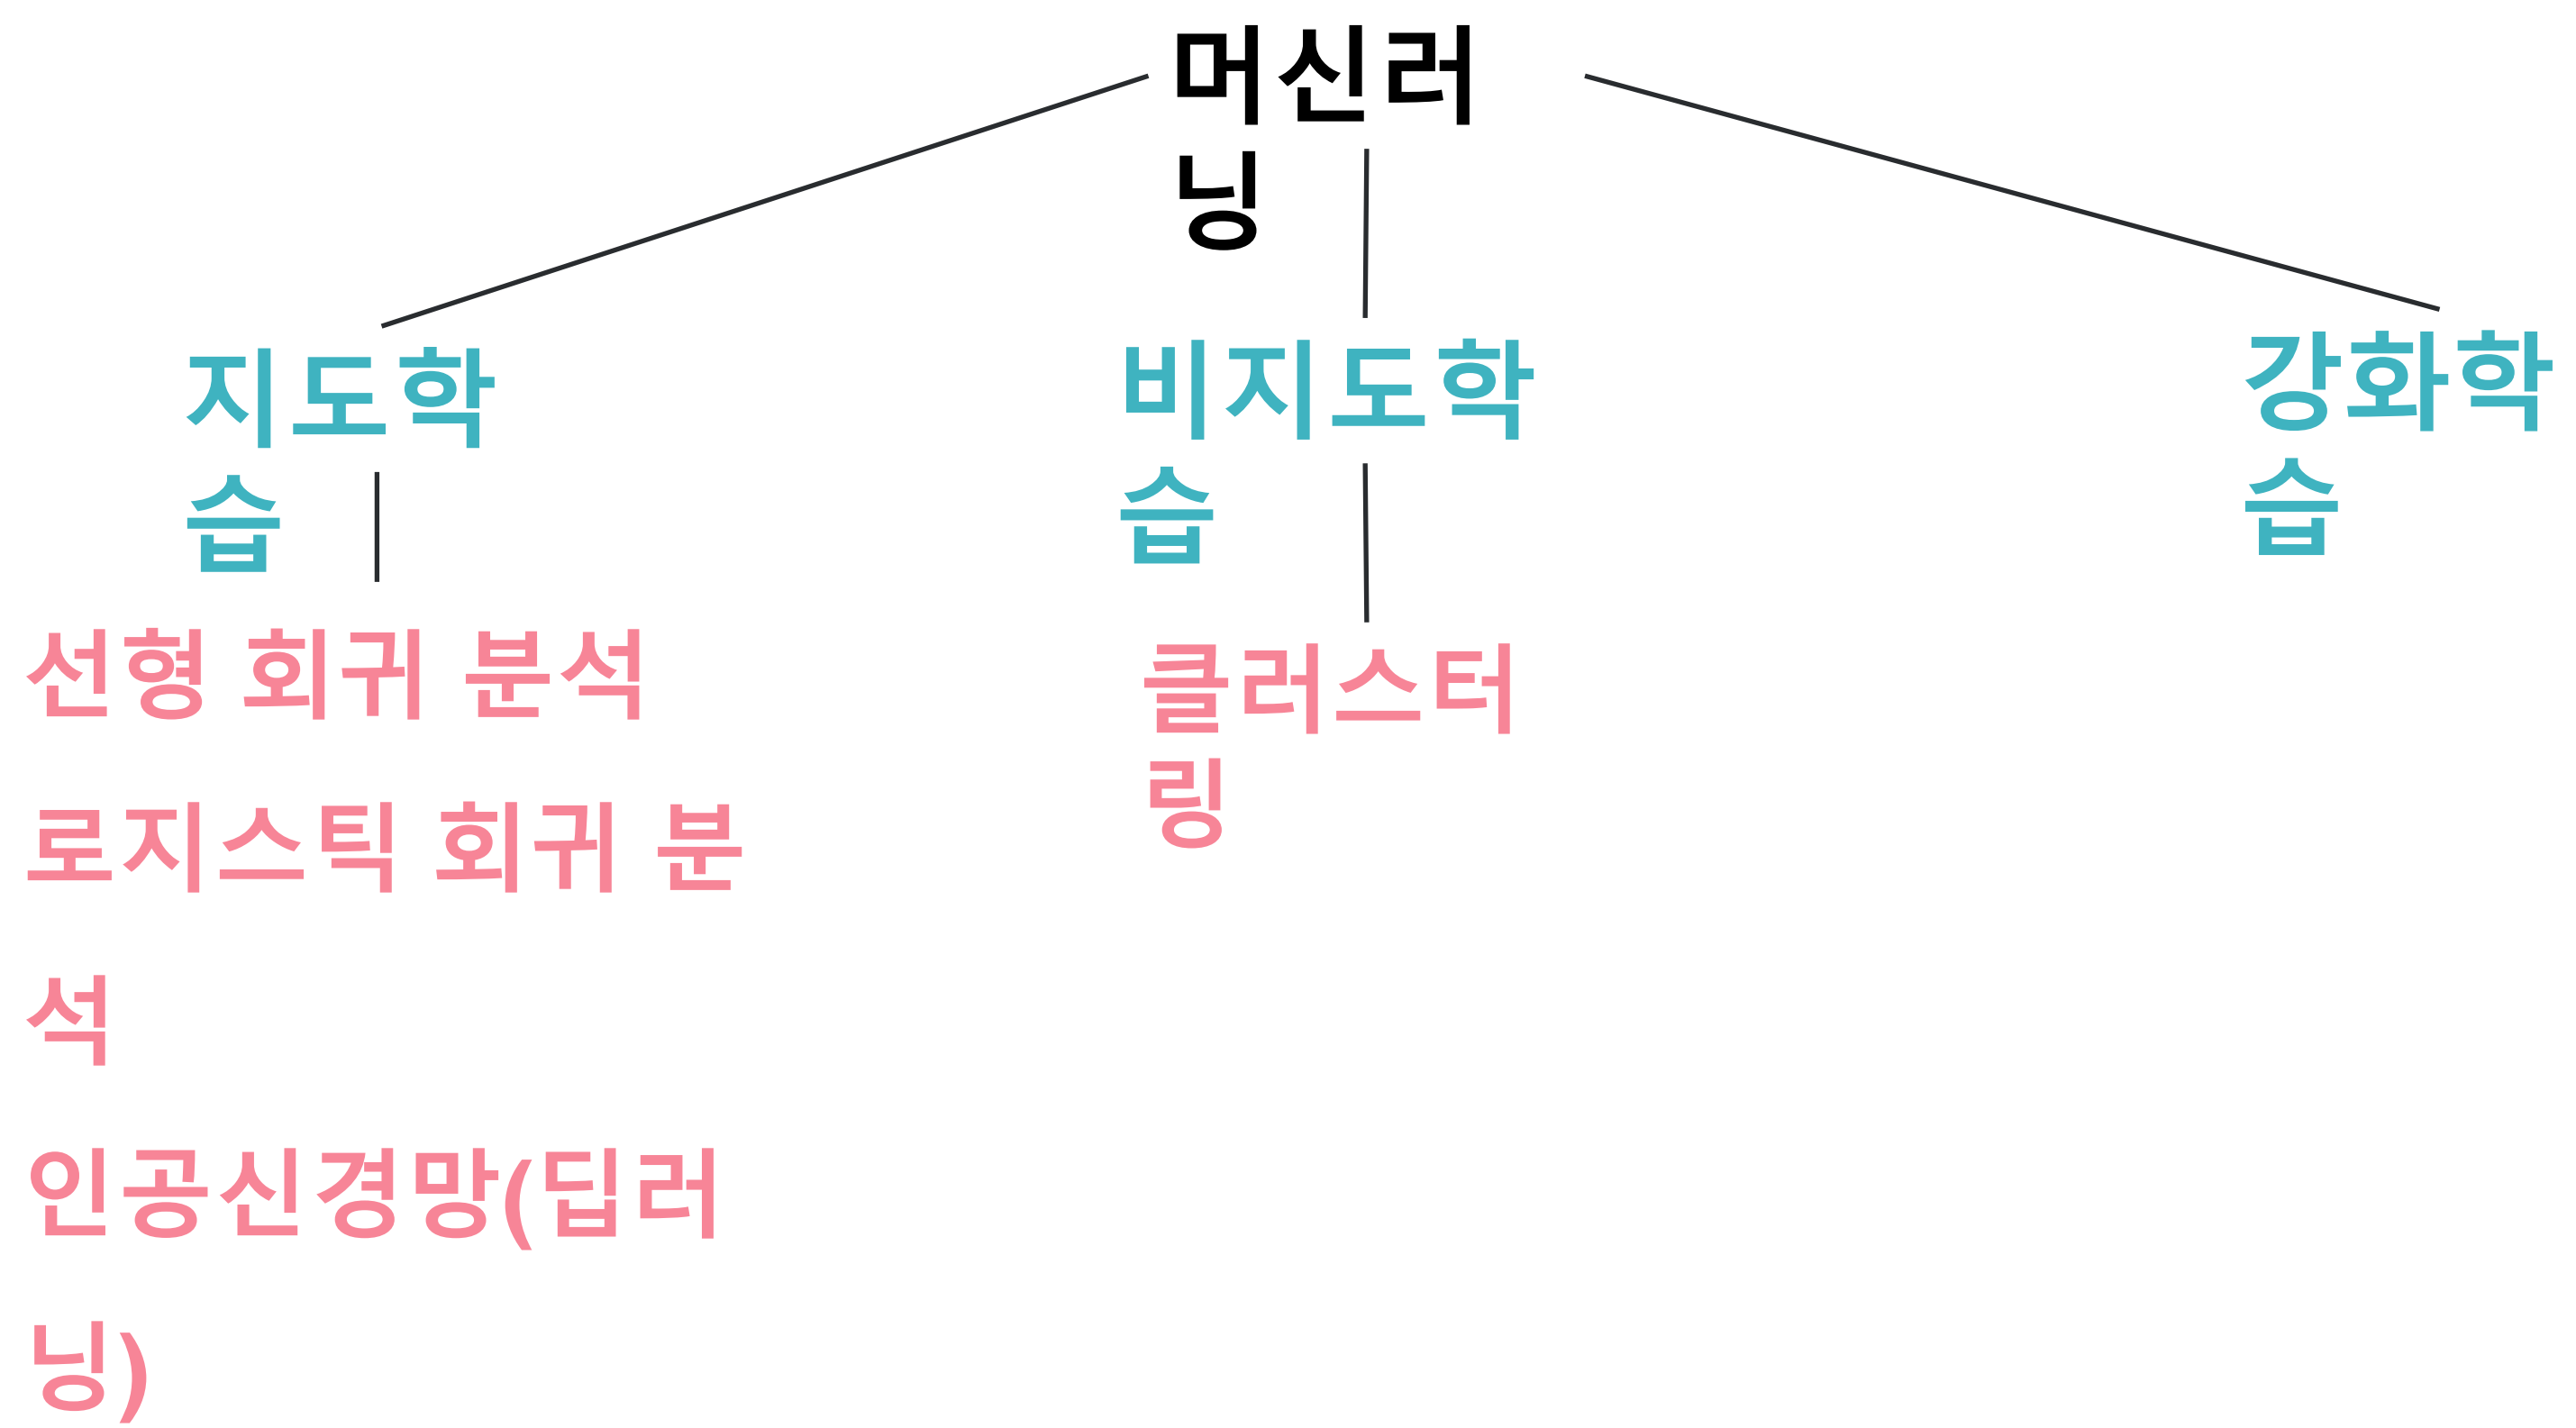 머신러
닝
지도학
습
비지도학
습
강화학
습
선형 회귀 분석
로지스틱 회귀 분
석
인공신경망(딥러
닝)
클러스터
링